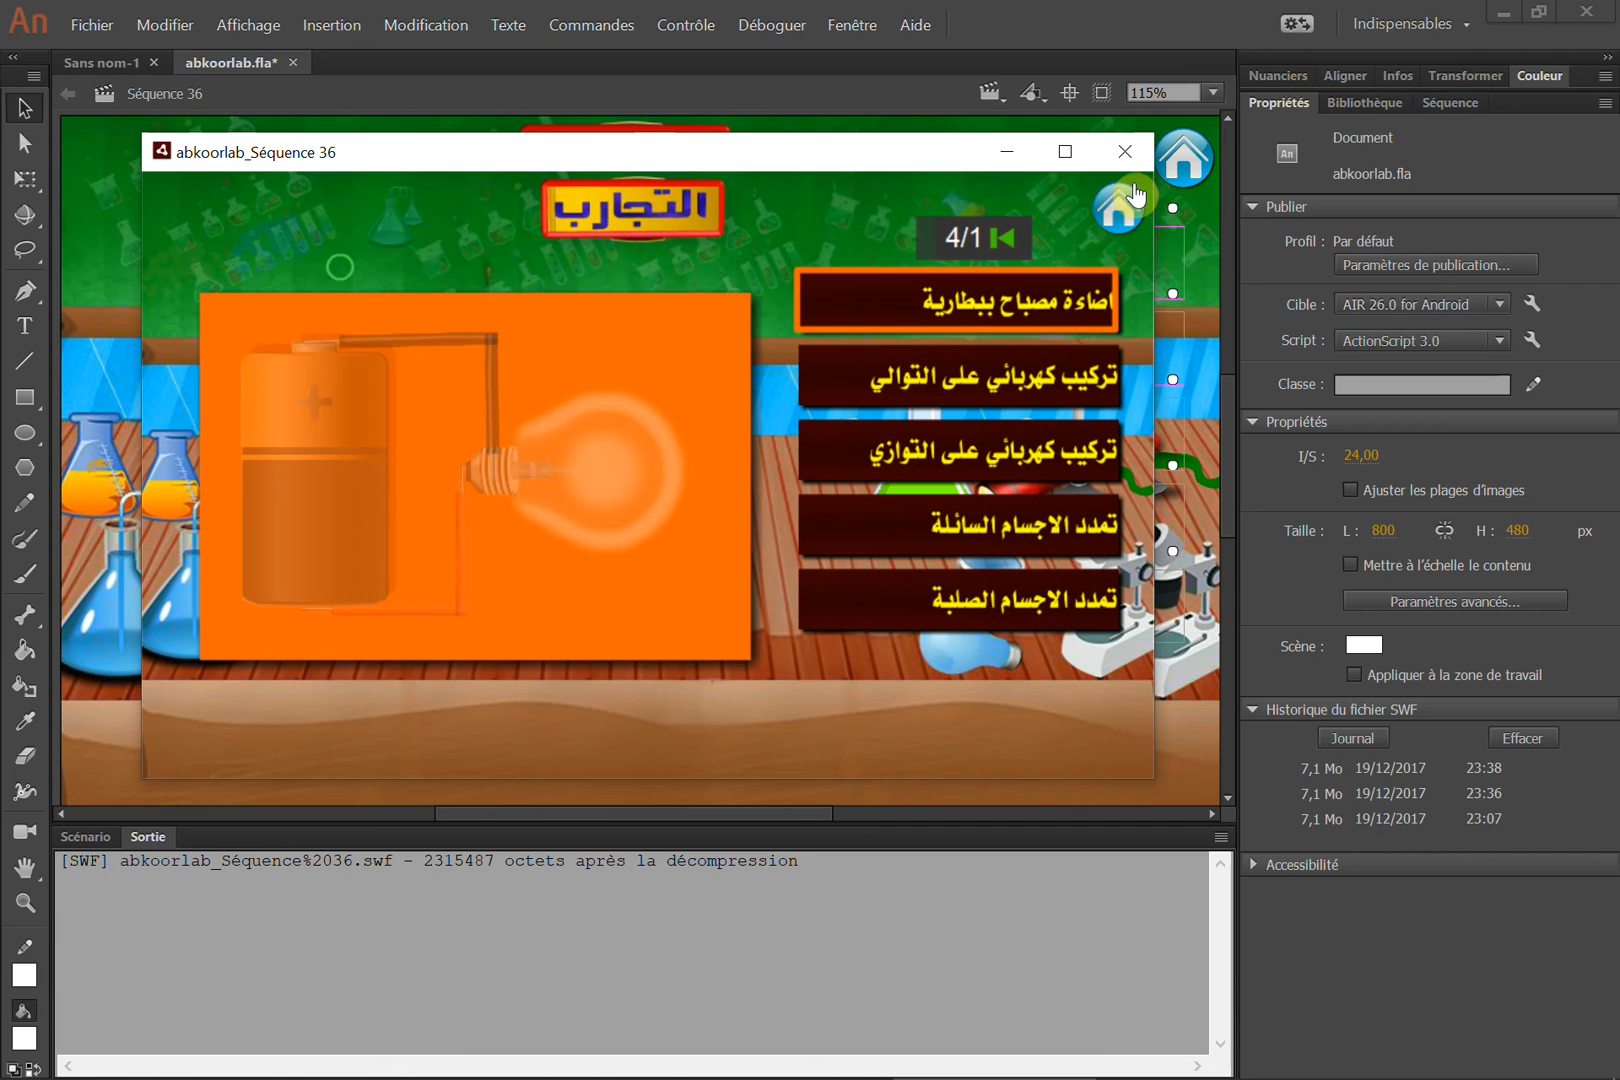 An Fichier Modifier Affichage Insertion Modification Texte Commandes Contrôle Déboguer Fenêtre Aide Indispensables
Sans nom-1 abkoorlab.fla*
Séquence 36 115%
abkoorlab_Séquence 36
التجارب
4/1
اضاءة مصباح ببطارية
تركيب كهربائي على التوالي
تركيب كهربائي على التوازي
تمدد الاجسام السائلة
تمدد الاجسام الصلبة
Scénario Sortie
[SWF] abkoorlab_Séquence%2036.swf - 2315487 octets après la décompression
Nuanciers Aligner Infos Transformer Couleur
Propriétés Bibliothèque Séquence
An Document
abkoorlab.fla
Publier
Profil : Par défaut
Paramètres de publication...
Cible : AIR 26.0 for Android
Script : ActionScript 3.0
Classe :
Propriétés
I/S : 24,00
Ajuster les plages d'images
Taille : L : 800 H : 480 px
Mettre à l'échelle le contenu
Paramètres avancés...
Scène :
Appliquer à la zone de travail
Historique du fichier SWF
Journal Effacer
7,1 Mo 19/12/2017 23:38
7,1 Mo 19/12/2017 23:36
7,1 Mo 19/12/2017 23:07
Accessibilité